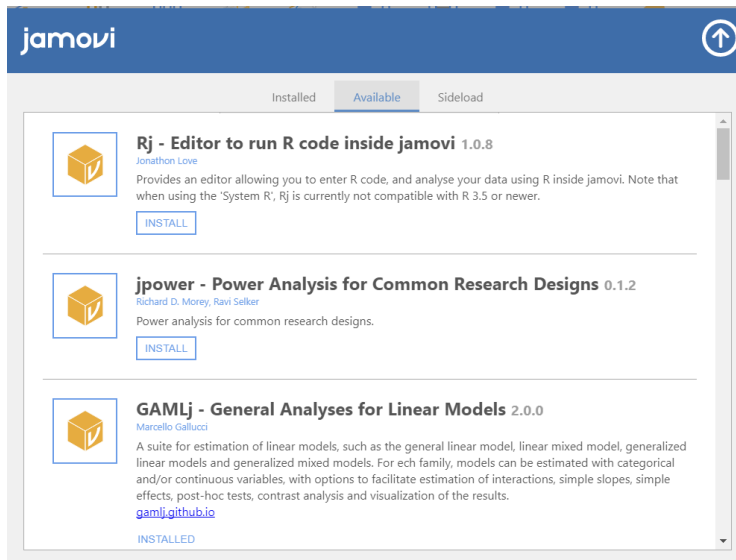 jamovi
Installed Available Sideload
Rj - Editor to run R code inside jamovi 1.0.8
Jonathon Love
Provides an editor allowing you to enter R code, and analyse your data using R inside jamovi. Note that
when using the 'System R', Rj is currently not compatible with R 3.5 or newer.
INSTALL
jpower - Power Analysis for Common Research Designs 0.1.2
Richard D. Morey, Ravi Selker
Power analysis for common research designs.
INSTALL
GAMLj - General Analyses for Linear Models 2.0.0
Marcello Gallucci
A suite for estimation of linear models, such as the general linear model, linear mixed model, generalized
linear models and generalized mixed models. For ech family, models can be estimated with categorical
and/or continuous variables, with options to facilitate estimation of interactions, simple slopes, simple
effects, post-hoc tests, contrast analysis and visualization of the results.
gamlj.github.io
INSTALLED